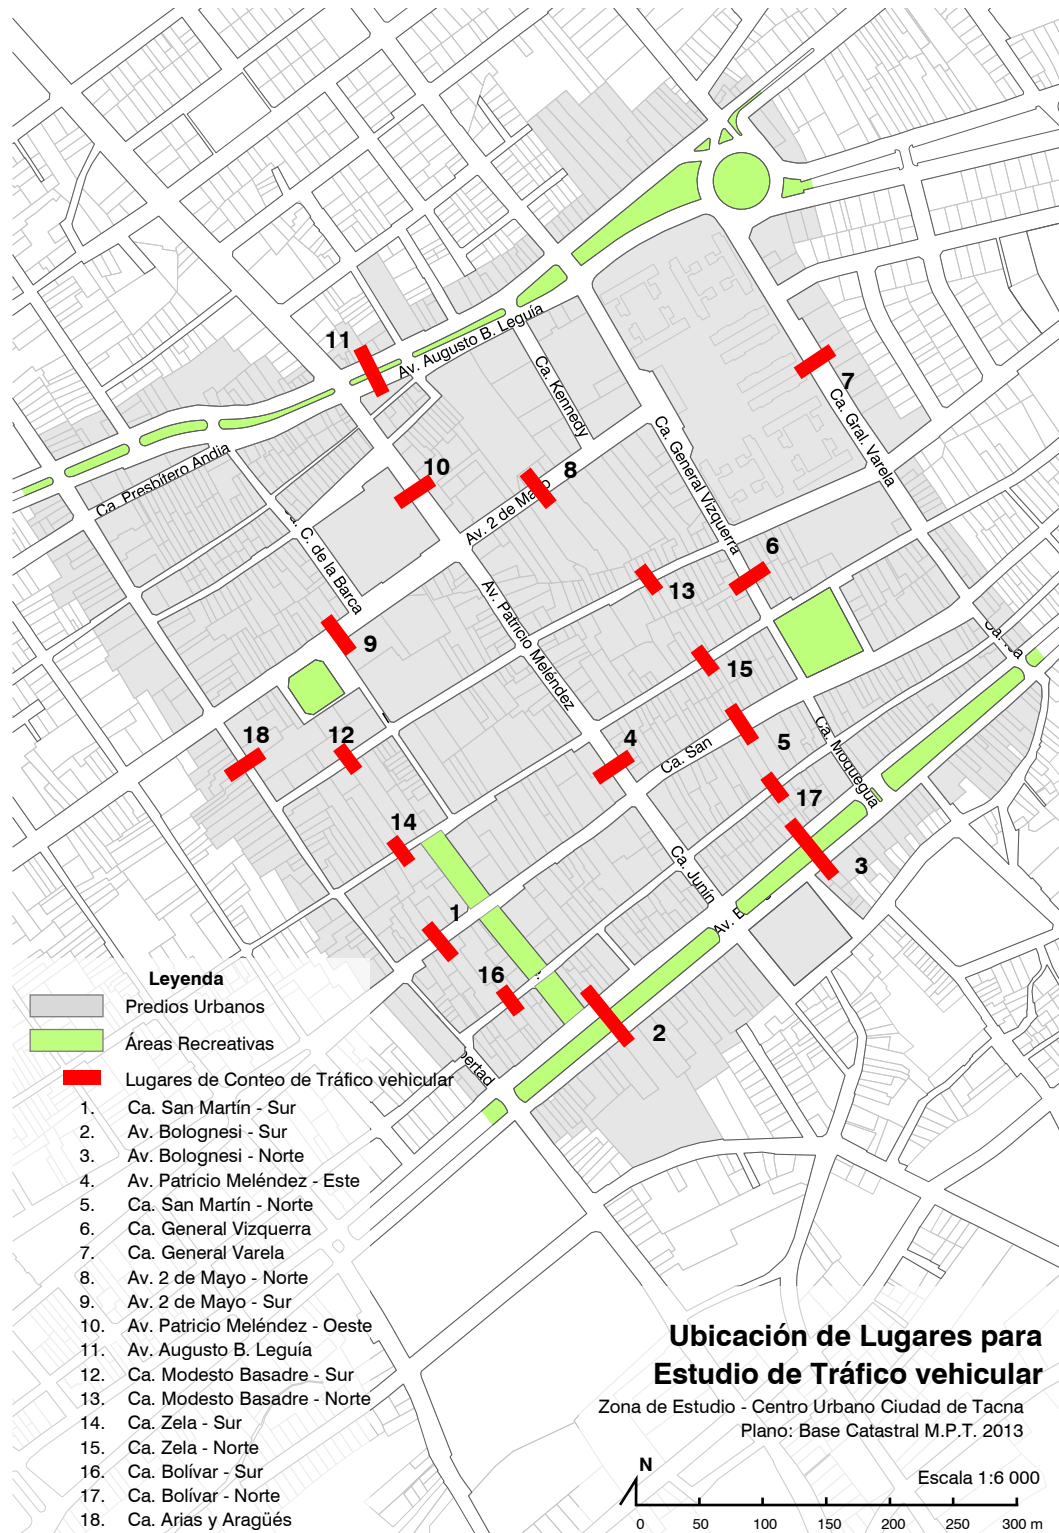 11
Av. Augusto B. Leguía
Ca. Kennedy
7
Ca. Gral. Varela
Ca. General Vizquerra
Ca. Presbítero Andia
10
8
Av. 2 de Mayo
C. de la Barca
6
13
Av. Patricio Meléndez
9
15
18
12
4
Ca. San
5
Ca. Moquegua
17
14
Ca. Junín
3
1
Av. B
16
2
Leyenda
Predios Urbanos
Áreas Recreativas
Lugares de Conteo de Tráfico vehicular
1. Ca. San Martín - Sur
2. Av. Bolognesi - Sur
3. Av. Bolognesi - Norte
4. Av. Patricio Meléndez - Este
5. Ca. San Martín - Norte
6. Ca. General Vizquerra
7. Ca. General Varela
8. Av. 2 de Mayo - Norte
9. Av. 2 de Mayo - Sur
10. Av. Patricio Meléndez - Oeste
11. Av. Augusto B. Leguía
12. Ca. Modesto Basadre - Sur
13. Ca. Modesto Basadre - Norte
14. Ca. Zela - Sur
15. Ca. Zela - Norte
16. Ca. Bolívar - Sur
17. Ca. Bolívar - Norte
18. Ca. Arias y Aragüés
Ubicación de Lugares para
Estudio de Tráfico vehicular
Zona de Estudio - Centro Urbano Ciudad de Tacna
Plano: Base Catastral M.P.T. 2013
N
Escala 1:6 000
0 50 100 150 200 250 300 m